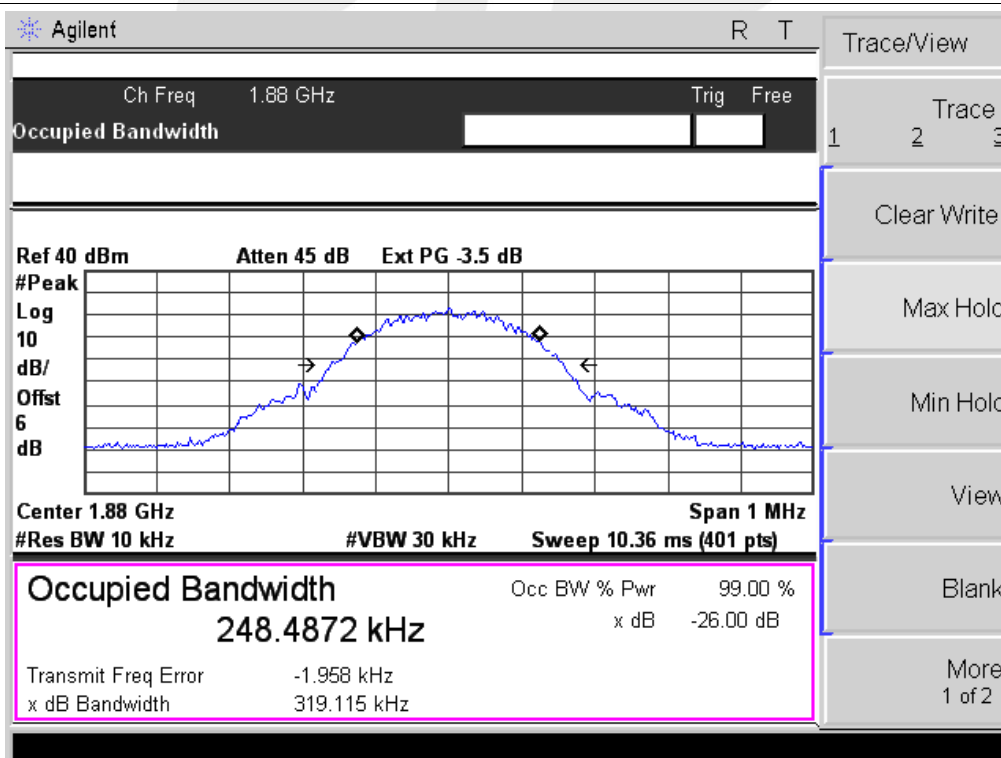 Agilent R T
Ch Freq 1.88 GHz Trig Free
Occupied Bandwidth
Ref 40 dBm Atten 45 dB Ext PG -3.5 dB
#Peak
Log
10
dB/
Offst
6
dB
Center 1.88 GHz Span 1 MHz
#Res BW 10 kHz #VBW 30 kHz Sweep 10.36 ms (401 pts)
Occupied Bandwidth
248.4872 kHz
Occ BW % Pwr 99.00 %
x dB -26.00 dB
Transmit Freq Error -1.958 kHz
x dB Bandwidth 319.115 kHz
Trace/View
Trace
1 2 3
Clear Write
Max Hold
Min Hold
View
Blank
More
1 of 2